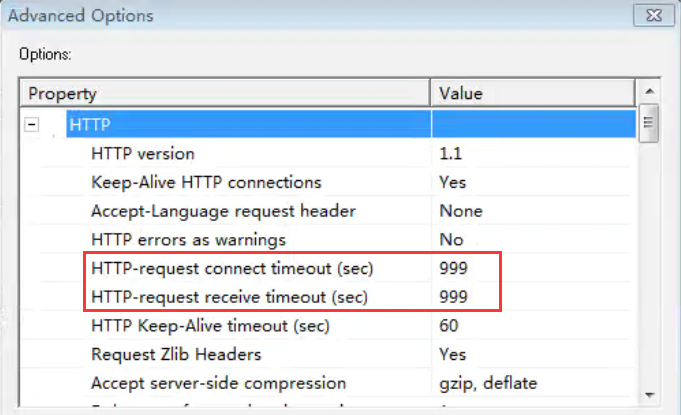 Advanced Options
Options:
Property Value
HTTP
HTTP version 1.1
Keep-Alive HTTP connections Yes
Accept-Language request header None
HTTP errors as warnings No
HTTP-request connect timeout (sec) 999
HTTP-request receive timeout (sec) 999
HTTP Keep-Alive timeout (sec) 60
Request Zlib Headers Yes
Accept server-side compression gzip, deflate